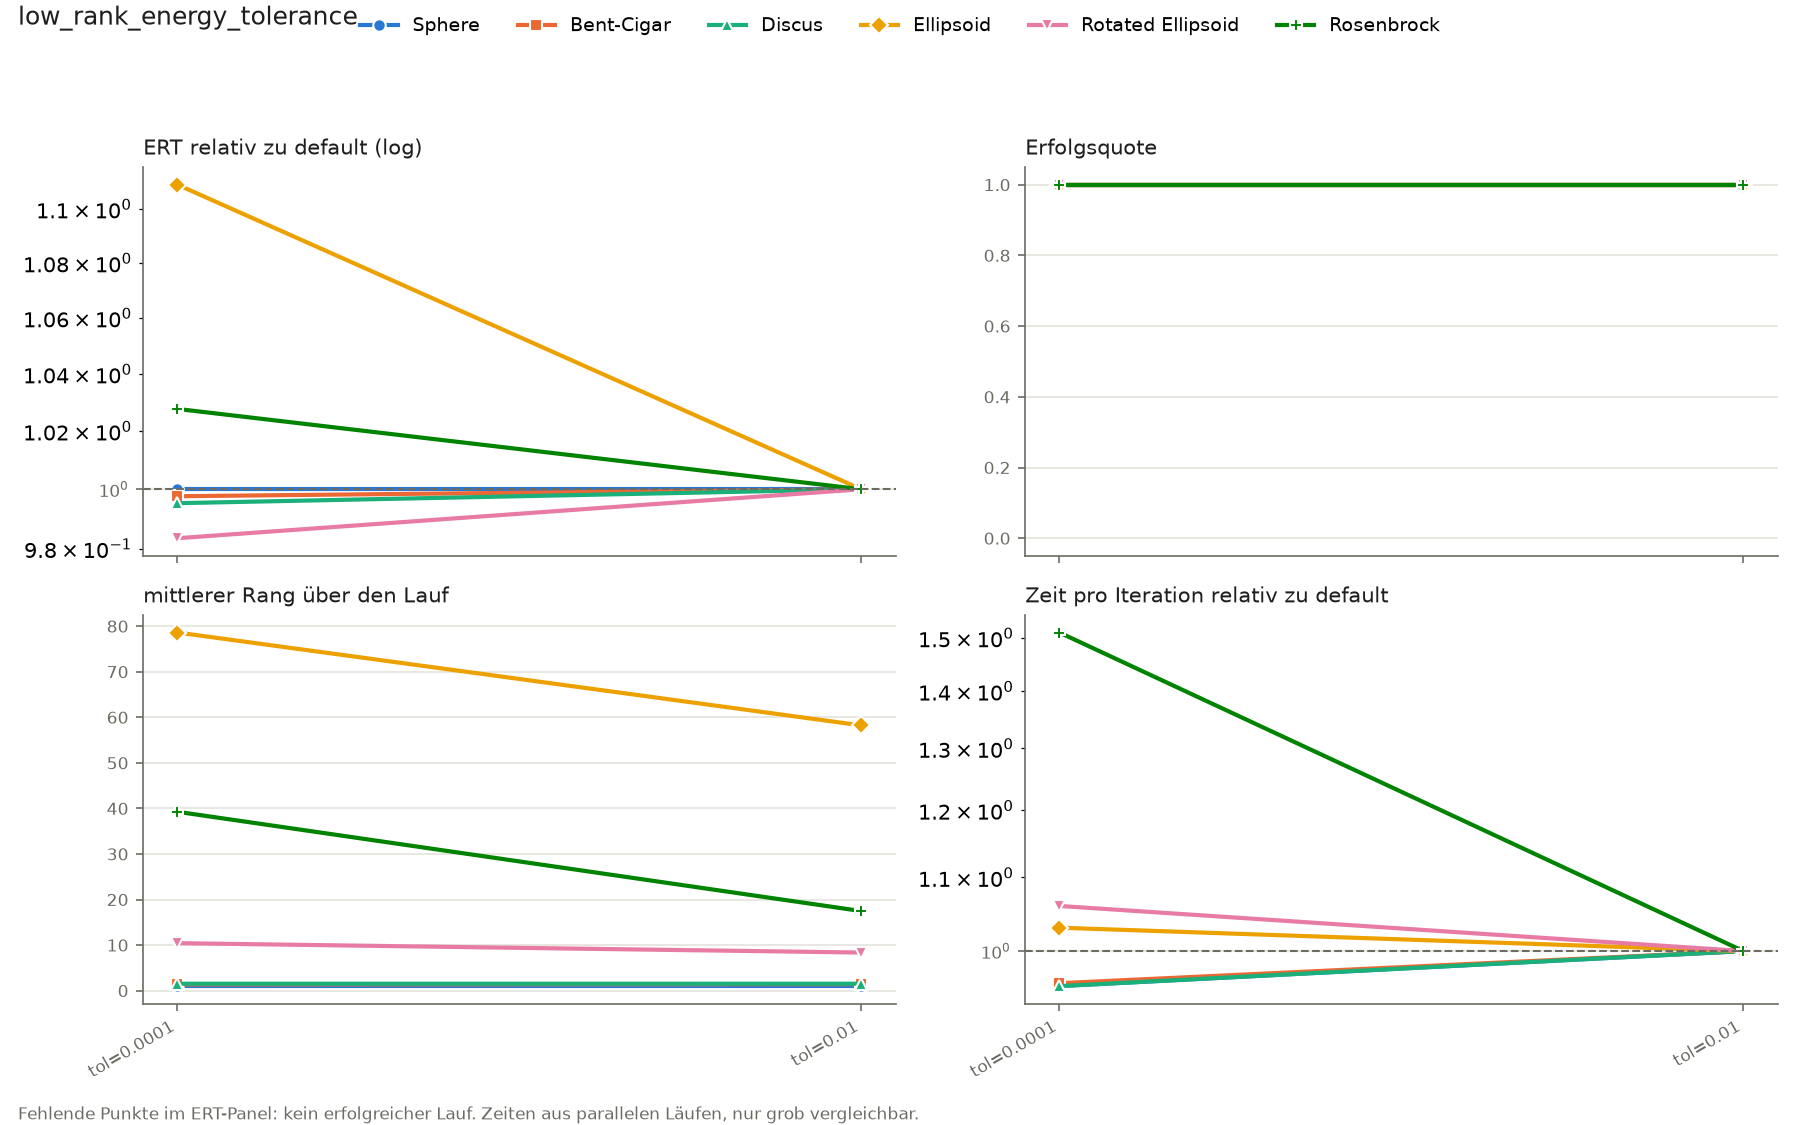 low_rank_energy_tolerance
Sphere Bent-Cigar Discus Ellipsoid Rotated Ellipsoid Rosenbrock
ERT relativ zu default (log)
1.1 × 10⁰
1.08 × 10⁰
1.06 × 10⁰
1.04 × 10⁰
1.02 × 10⁰
10⁰
9.8 × 10⁻¹
Erfolgsquote
1.0
0.8
0.6
0.4
0.2
0.0
mittlerer Rang über den Lauf
80
70
60
50
40
30
20
10
0
tol=0.0001 tol=0.01
Zeit pro Iteration relativ zu default
1.5 × 10⁰
1.4 × 10⁰
1.3 × 10⁰
1.2 × 10⁰
1.1 × 10⁰
10⁰
tol=0.0001 tol=0.01
Fehlende Punkte im ERT-Panel: kein erfolgreicher Lauf. Zeiten aus parallelen Läufen, nur grob vergleichbar.